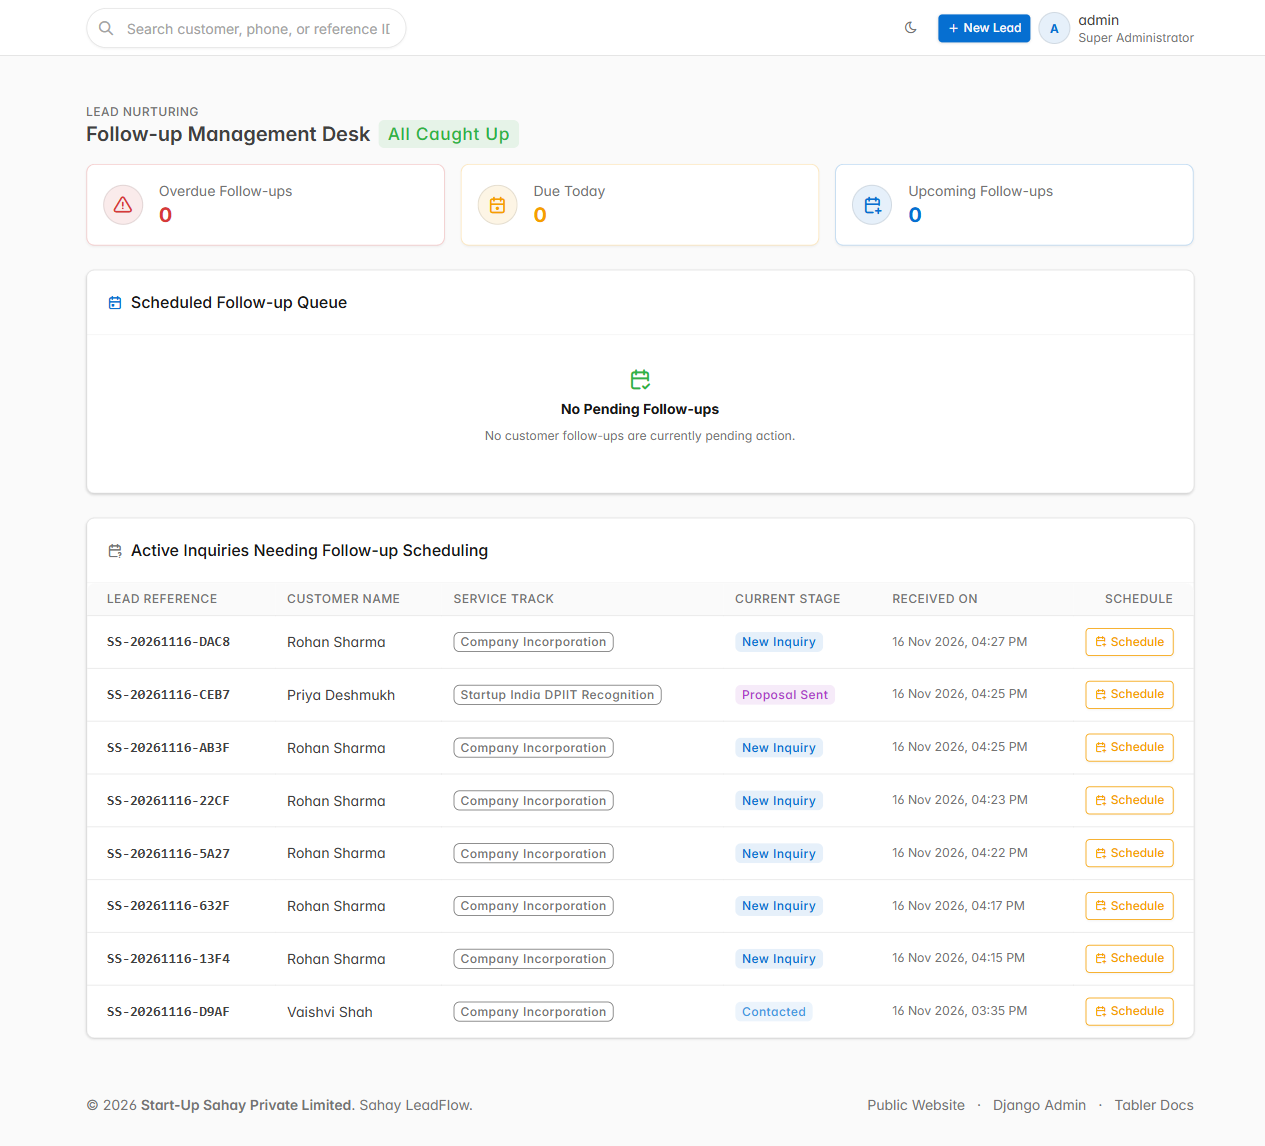 Search customer, phone, or reference ID
+ New Lead
A
admin
Super Administrator
LEAD NURTURING
Follow-up Management Desk All Caught Up
Overdue Follow-ups
0
Due Today
0
Upcoming Follow-ups
0
Scheduled Follow-up Queue
No Pending Follow-ups
No customer follow-ups are currently pending action.
Active Inquiries Needing Follow-up Scheduling
LEAD REFERENCE CUSTOMER NAME SERVICE TRACK CURRENT STAGE RECEIVED ON SCHEDULE
SS-20261116-DAC8 Rohan Sharma Company Incorporation New Inquiry 16 Nov 2026, 04:27 PM Schedule
SS-20261116-CEB7 Priya Deshmukh Startup India DPIIT Recognition Proposal Sent 16 Nov 2026, 04:25 PM Schedule
SS-20261116-AB3F Rohan Sharma Company Incorporation New Inquiry 16 Nov 2026, 04:25 PM Schedule
SS-20261116-22CF Rohan Sharma Company Incorporation New Inquiry 16 Nov 2026, 04:23 PM Schedule
SS-20261116-5A27 Rohan Sharma Company Incorporation New Inquiry 16 Nov 2026, 04:22 PM Schedule
SS-20261116-632F Rohan Sharma Company Incorporation New Inquiry 16 Nov 2026, 04:17 PM Schedule
SS-20261116-13F4 Rohan Sharma Company Incorporation New Inquiry 16 Nov 2026, 04:15 PM Schedule
SS-20261116-D9AF Vaishvi Shah Company Incorporation Contacted 16 Nov 2026, 03:35 PM Schedule
© 2026 Start-Up Sahay Private Limited. Sahay LeadFlow.
Public Website · Django Admin · Tabler Docs